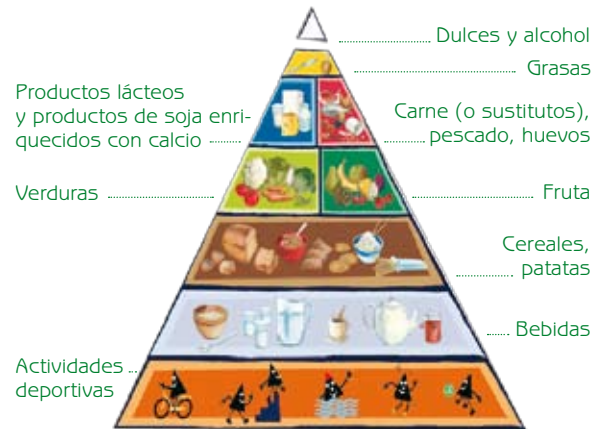 Dulces y alcohol
Grasas
Productos lácteos
y productos de soja enri-
quecidos con calcio
Carne (o sustitutos),
pescado, huevos
Verduras
Fruta
Cereales,
patatas
Bebidas
Actividades
deportivas